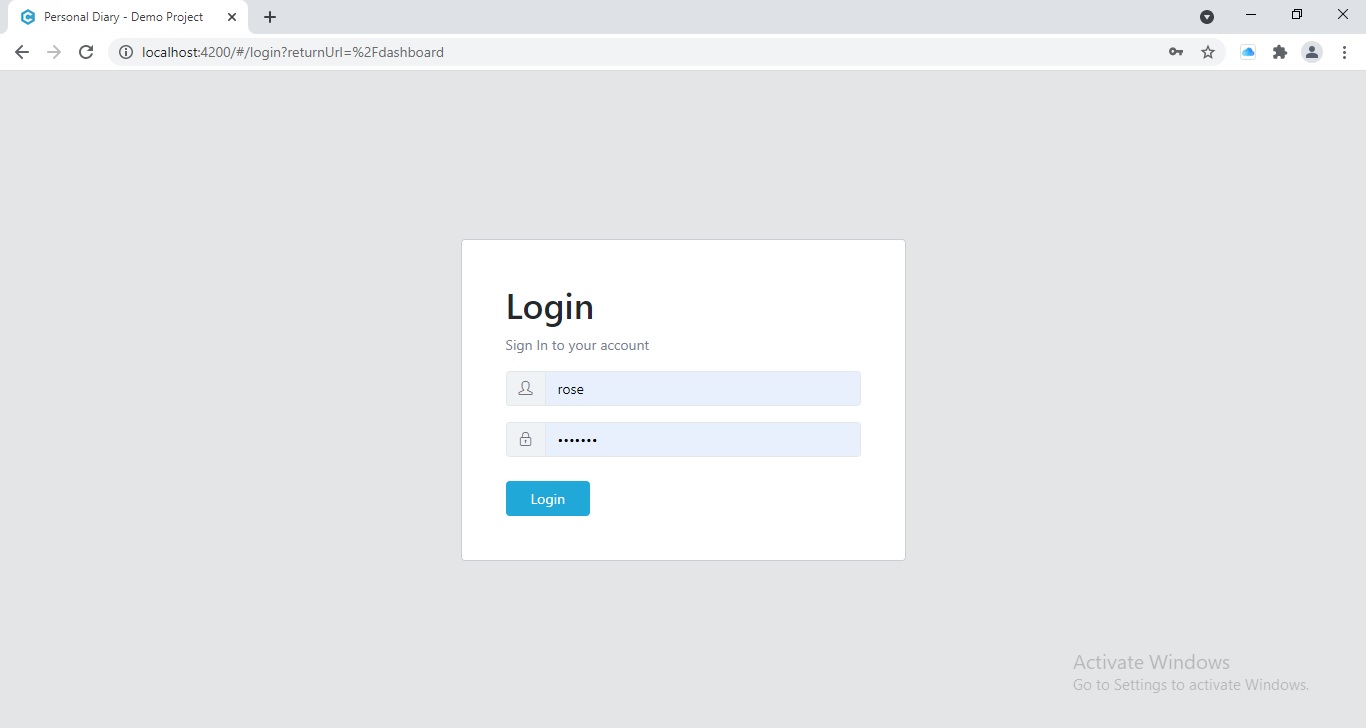 Personal Diary - Demo Project
localhost:4200/#/login?returnUrl=%2Fdashboard
Login
Sign In to your account
rose
•••••••
Login
Activate Windows
Go to Settings to activate Windows.